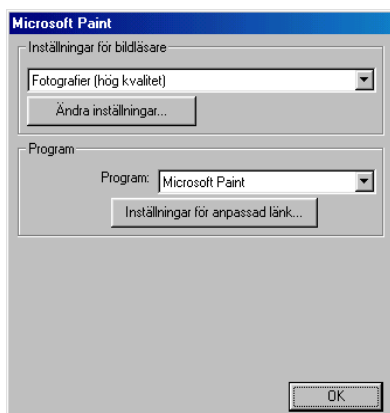 Microsoft Paint
Inställningar för bildläsare
Fotografier (hög kvalitet)
Ändra inställningar...
Program
Program: Microsoft Paint
Inställningar för anpassad länk...
OK